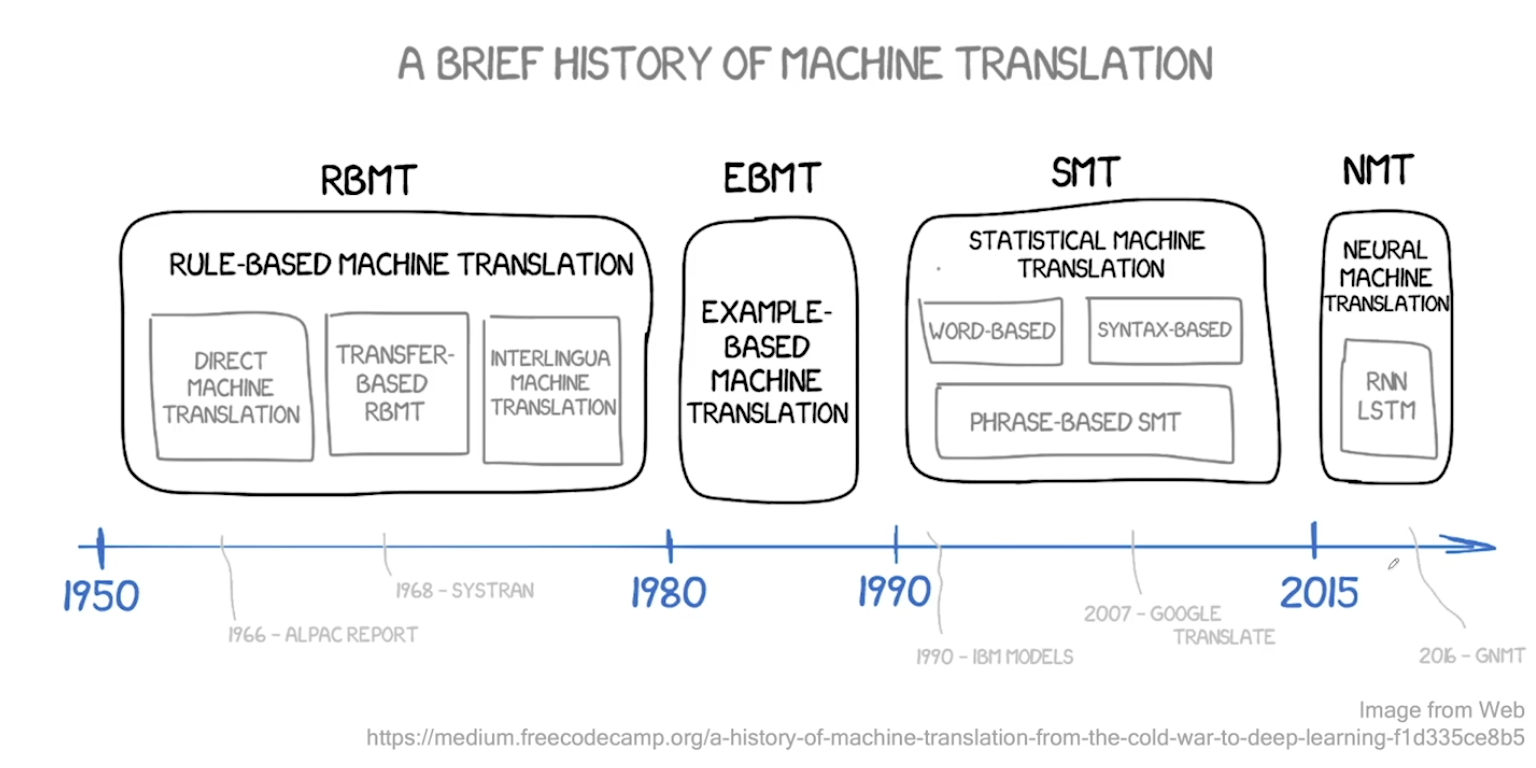 A BRIEF HISTORY OF MACHINE TRANSLATION
RBMT
RULE-BASED MACHINE TRANSLATION
DIRECT
MACHINE
TRANSLATION
TRANSFER-
BASED
RBMT
INTERLINGUA
MACHINE
TRANSLATION
EBMT
EXAMPLE-
BASED
MACHINE
TRANSLATION
SMT
STATISTICAL MACHINE
TRANSLATION
WORD-BASED
SYNTAX-BASED
PHRASE-BASED SMT
NMT
NEURAL
MACHINE
TRANSLATION
RNN
LSTM
1950
1966 - ALPAC REPORT
1968 - SYSTRAN
1980
1990
1990 - IBM MODELS
2007 - GOOGLE
TRANSLATE
2015
2016 - GNMT
Image from Web
https://medium.freecodecamp.org/a-history-of-machine-translation-from-the-cold-war-to-deep-learning-f1d335ce8b5